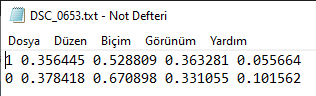 DSC_0653.txt - Not Defteri
Dosya Düzen Biçim Görünüm Yardım
1 0.356445 0.528809 0.363281 0.055664
0 0.378418 0.670898 0.331055 0.101562